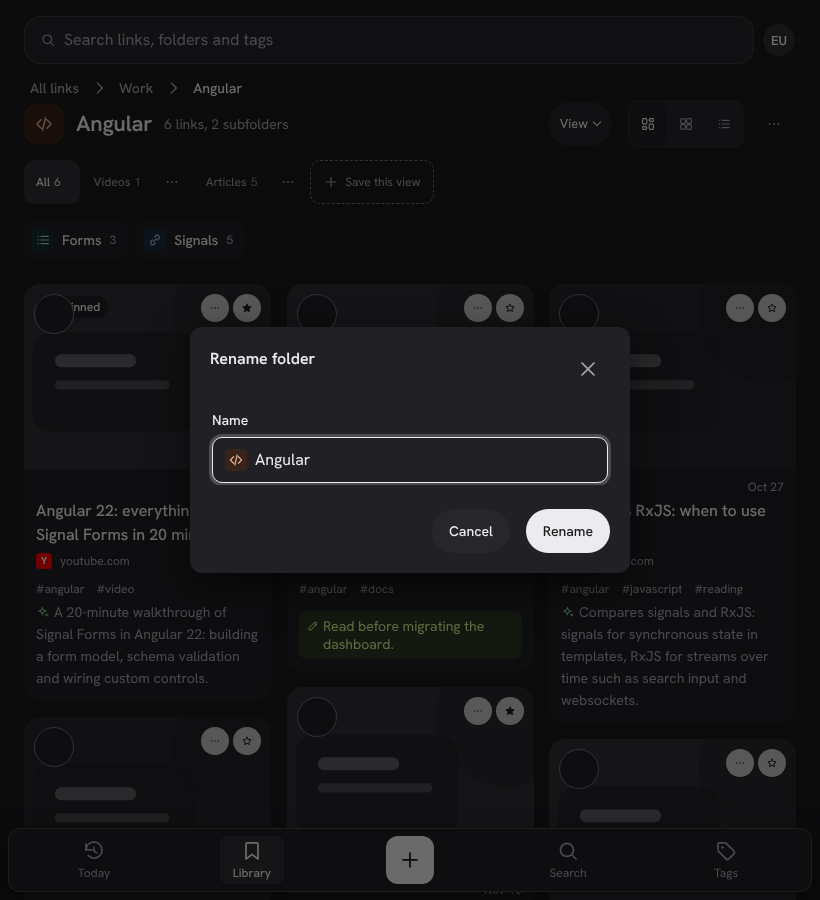 Search links, folders and tags
EU
All links
Work
Angular
Angular
6 links, 2 subfolders
View
All 6
Videos 1
Articles 5
Save this view
Forms 3
Signals 5
Rename folder
Name
Angular
Cancel
Rename
Angular 22:
Signal Forms in 20
Y youtube.com
#angular #video
A 20-minute walkthrough of
Signal Forms in Angular 22: building
a form model, schema validation
and wiring custom controls.
#angular #docs
Read before migrating the
dashboard.
Oct 27
RxJS: when to use
#angular #javascript #reading
Compares signals and RxJS:
signals for synchronous state in
templates, RxJS for streams over
time such as search input and
websockets.
Today
Library
Search
Tags